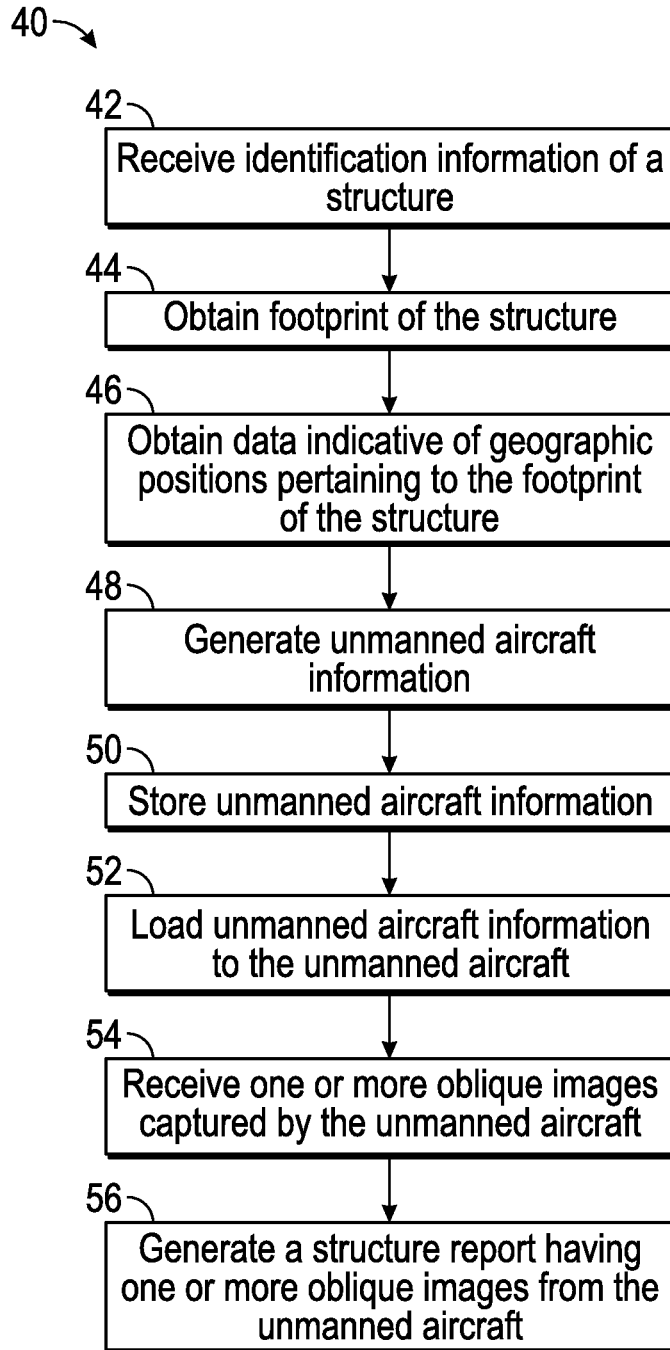 40
42
Receive identification information of a
structure
44
Obtain footprint of the structure
46
Obtain data indicative of geographic
positions pertaining to the footprint
of the structure
48
Generate unmanned aircraft
information
50
Store unmanned aircraft information
52
Load unmanned aircraft information
to the unmanned aircraft
54
Receive one or more oblique images
captured by the unmanned aircraft
56
Generate a structure report having
one or more oblique images from the
unmanned aircraft